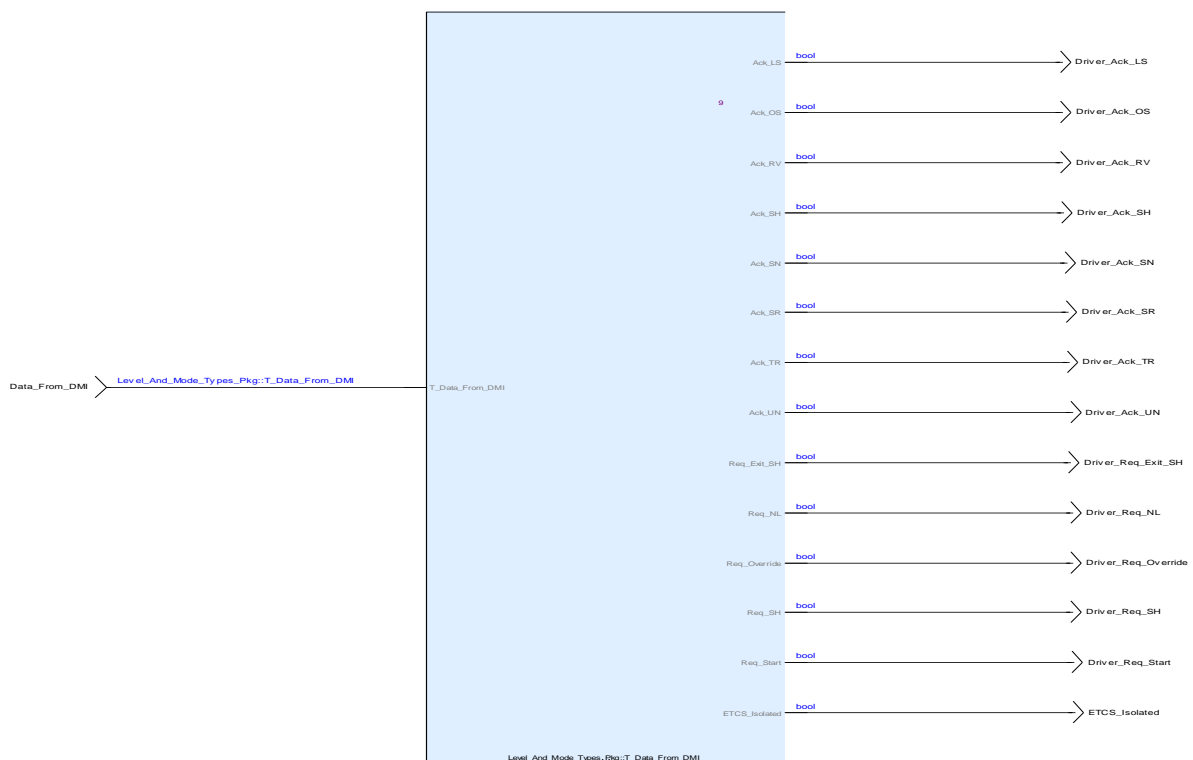 Ack_LS bool Driver_Ack_LS
9
Ack_OS bool Driver_Ack_OS
Ack_RV bool Driver_Ack_RV
Ack_SH bool Driver_Ack_SH
Ack_SN bool Driver_Ack_SN
Ack_SR bool Driver_Ack_SR
Ack_TR bool Driver_Ack_TR
Data_From_DMI Level_And_Mode_Types_Pkg::T_Data_From_DMI T_Data_From_DMI
Ack_UN bool Driver_Ack_UN
Req_Exit_SH bool Driver_Req_Exit_SH
Req_NL bool Driver_Req_NL
Req_Override bool Driver_Req_Override
Req_SH bool Driver_Req_SH
Req_Start bool Driver_Req_Start
ETCS_Isolated bool ETCS_Isolated
Level_And_Mode_Types_Pkg::T_Data_From_DMI